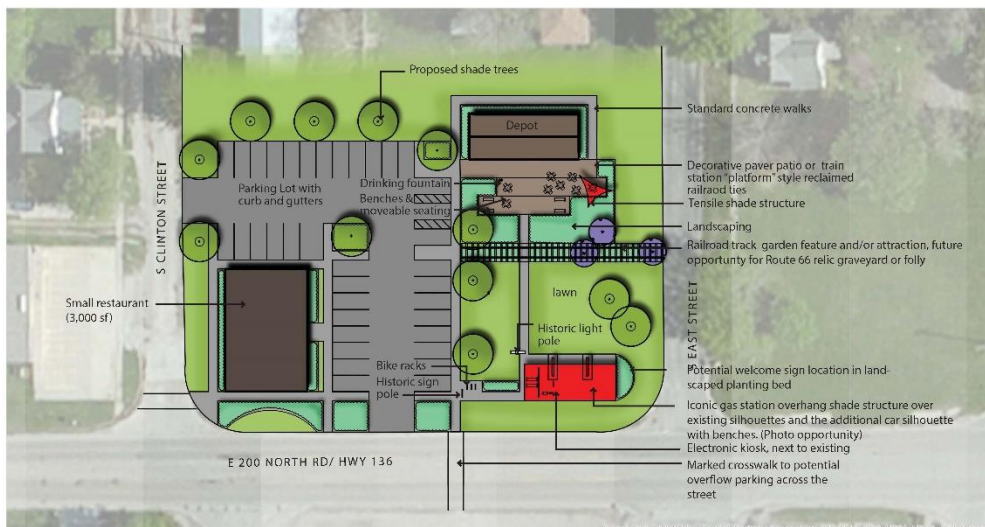 Proposed shade trees
Standard concrete walks
Depot
Decorative paver patio or train
station "platform" style reclaimed
railraod ties
Tensile shade structure
Drinking fountain
Benches &
moveable seating
Parking Lot with
curb and gutters
Landscaping
Railroad track garden feature and/or attraction, future
opportunity for Route 66 relic graveyard or folly
S CLINTON STREET
S EAST STREET
lawn
Small restaurant
(3,000 sf)
Historic light
pole
Bike racks
Historic sign
pole
Potential welcome sign location in land-
scaped planting bed
Iconic gas station overhang shade structure over
existing silhouettes and the additional car silhouette
with benches. (Photo opportunity)
Electronic kiosk, next to existing
Marked crosswalk to potential
overflow parking across the
street
E 200 NORTH RD/ HWY 136